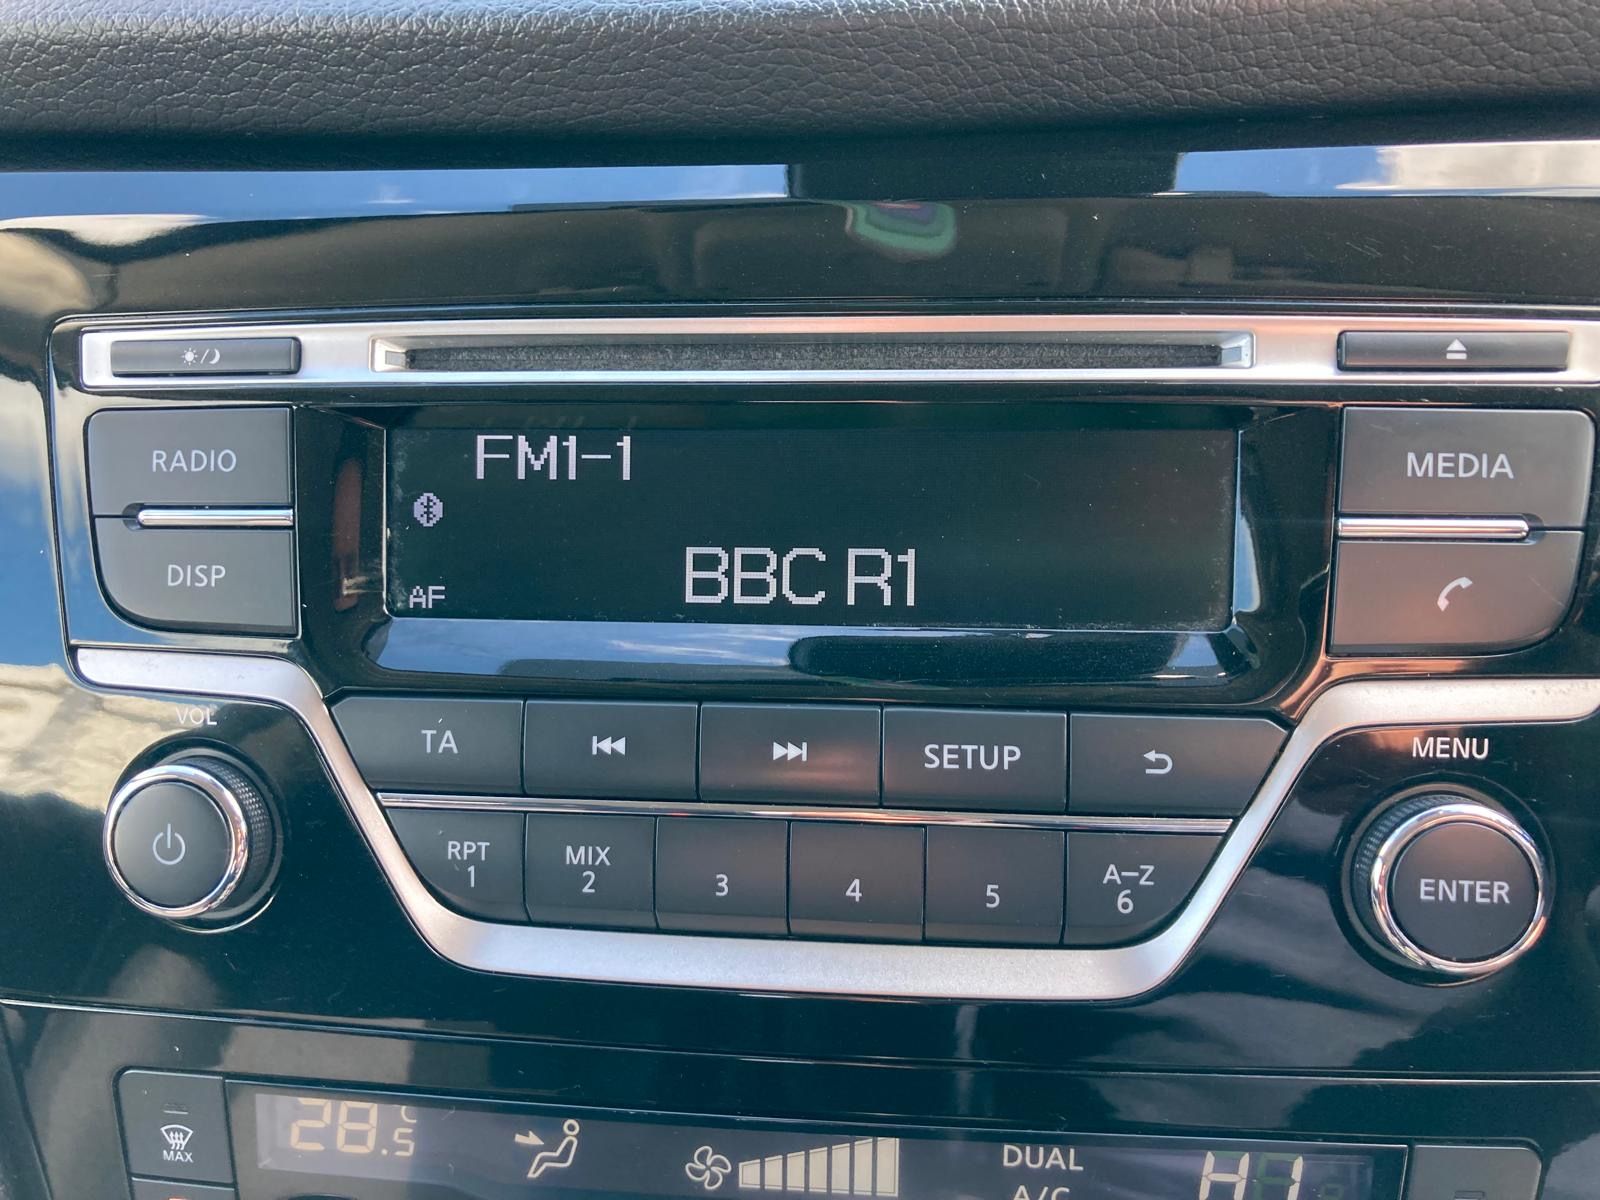 RADIO
DISP
FM1-1
BBC R1
AF
MEDIA
VOL
TA
SETUP
MENU
RPT
1
MIX
2
3
4
5
A-Z
6
ENTER
MAX
28.5
DUAL
A/C